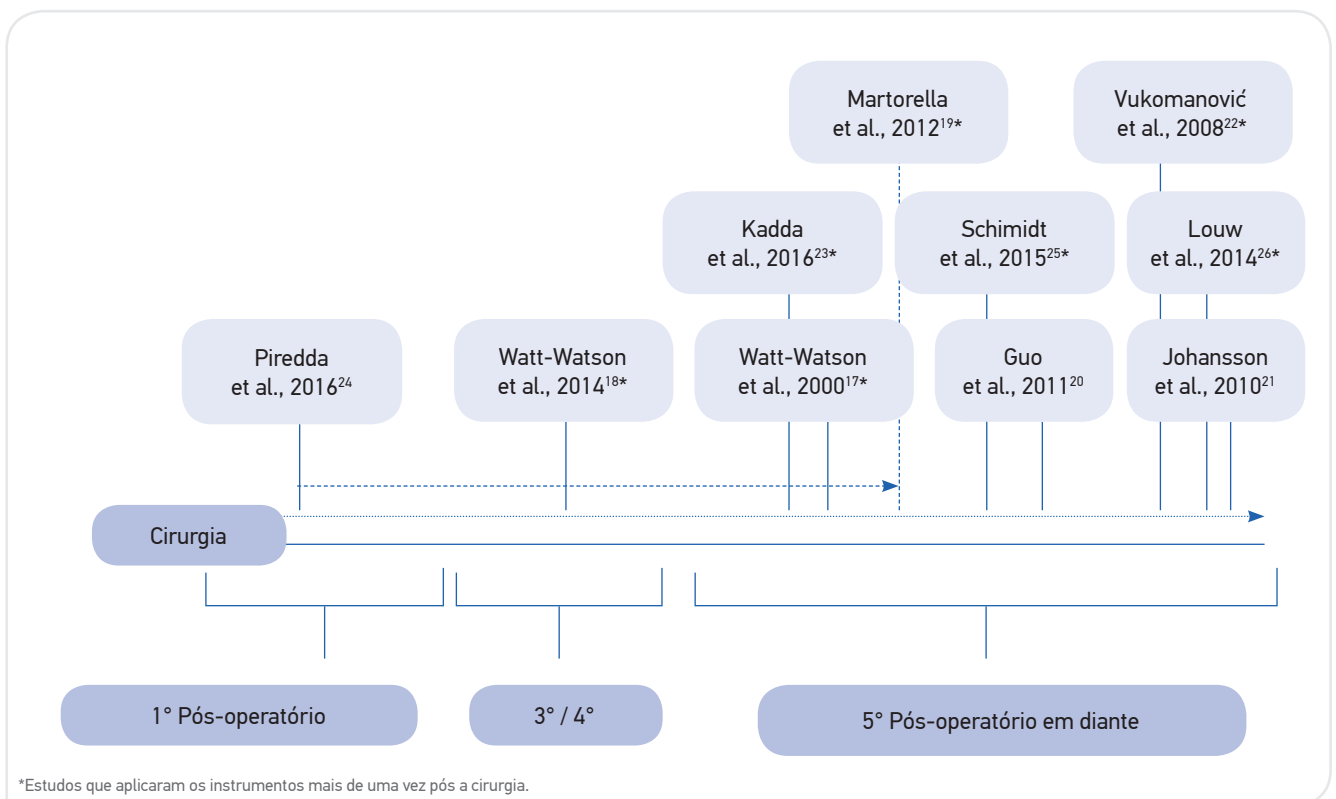 Martorella
et al., 2012¹⁹*
Vukomanović
et al., 2008²²*
Kadda
et al., 2016²³*
Schimidt
et al., 2015²⁵*
Louw
et al., 2014²⁶*
Piredda
et al., 2016²⁴
Watt-Watson
et al., 2014¹⁸*
Watt-Watson
et al., 2000¹⁷*
Guo
et al., 2011²⁰
Johansson
et al., 2010²¹
Cirurgia
1° Pós-operatório
3° / 4°
5° Pós-operatório em diante
*Estudos que aplicaram os instrumentos mais de uma vez pós a cirurgia.